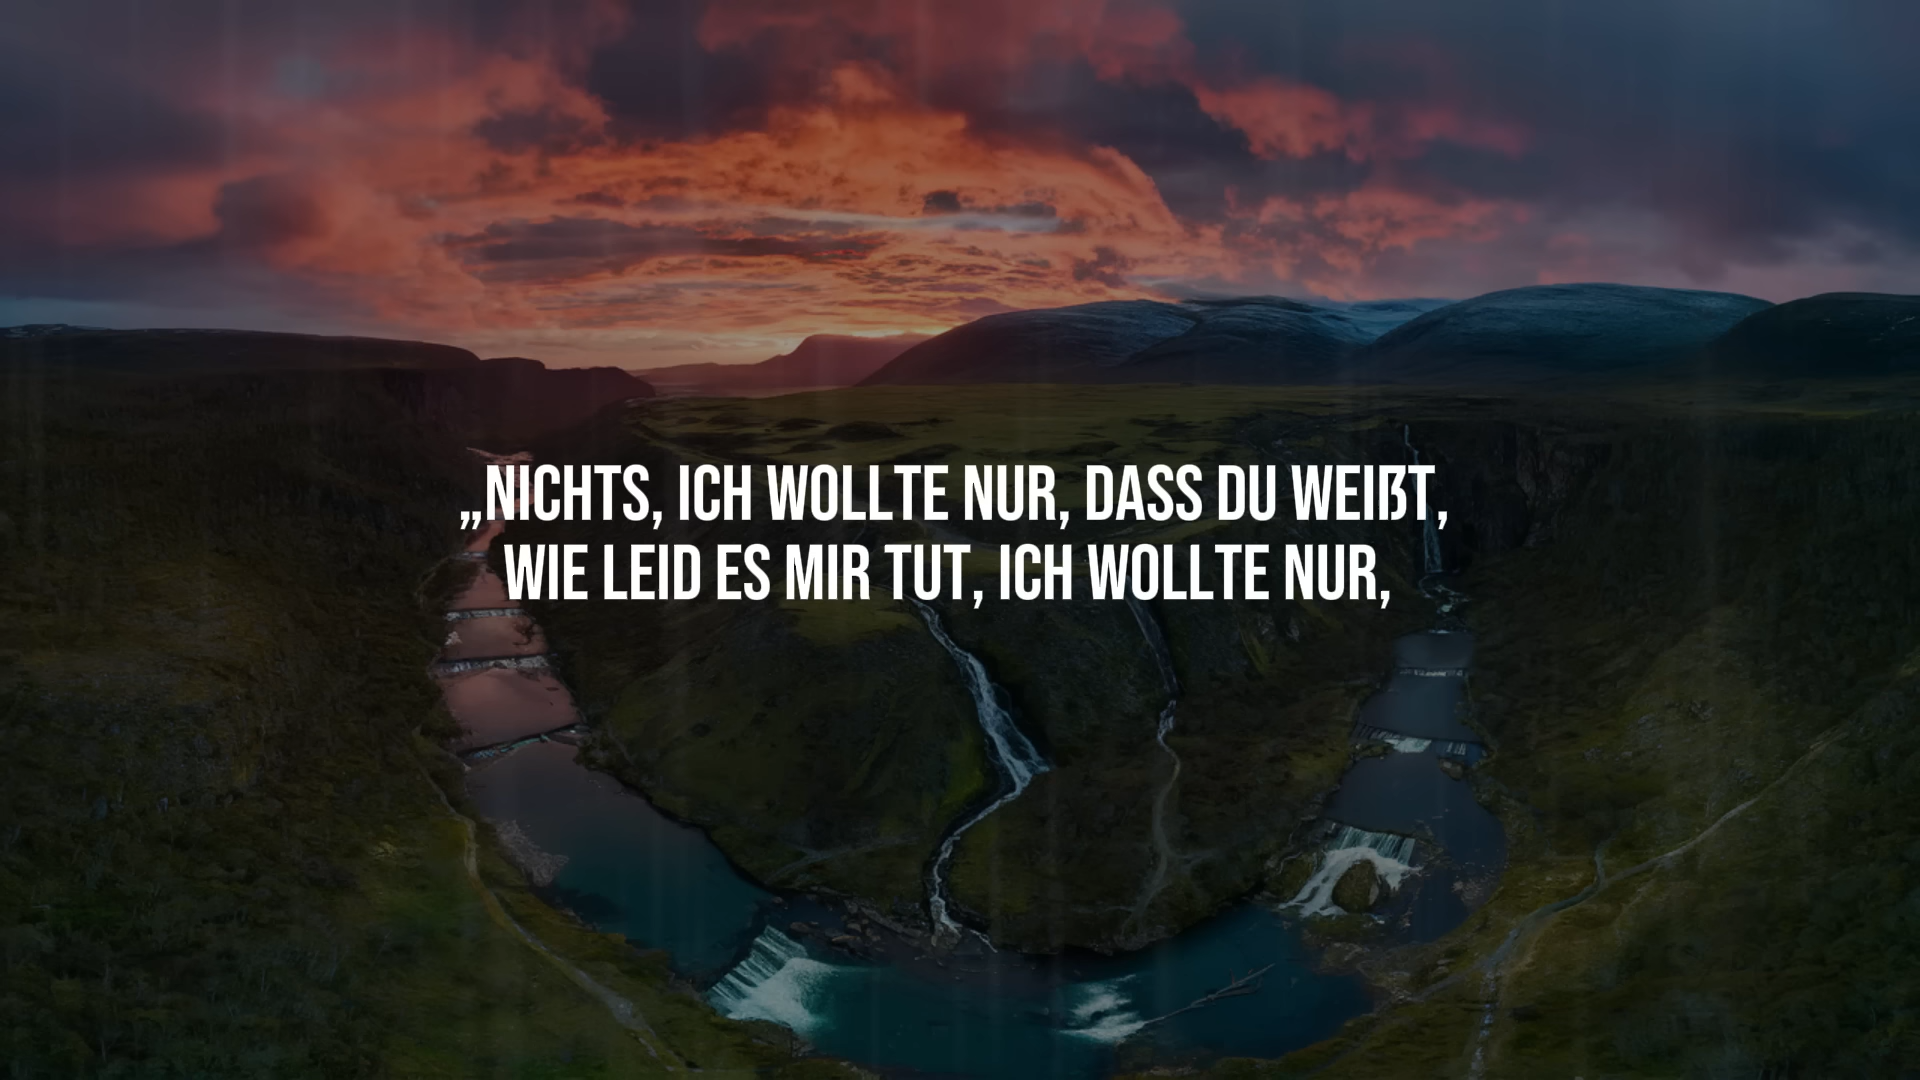 „NICHTS, ICH WOLLTE NUR, DASS DU WEIßT,
WIE LEID ES MIR TUT, ICH WOLLTE NUR,